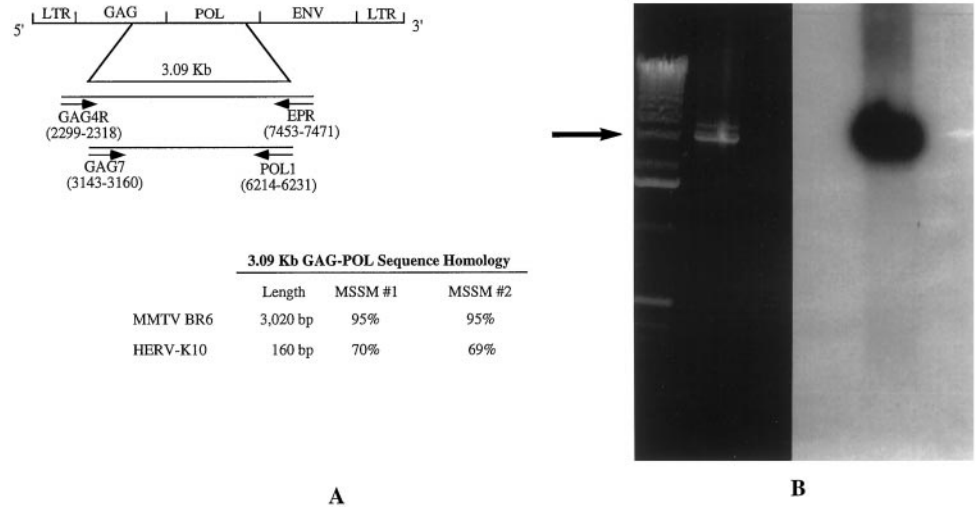 LTR GAG POL ENV LTR
5' 3'
3.09 Kb
GAG4R EPR
(2299-2318) (7453-7471)
GAG7 POL1
(3143-3160) (6214-6231)
3.09 Kb GAG-POL Sequence Homology
Length MSSM #1 MSSM #2
MMTV BR6 3,020 bp 95% 95%
HERV-K10 160 bp 70% 69%
A
B